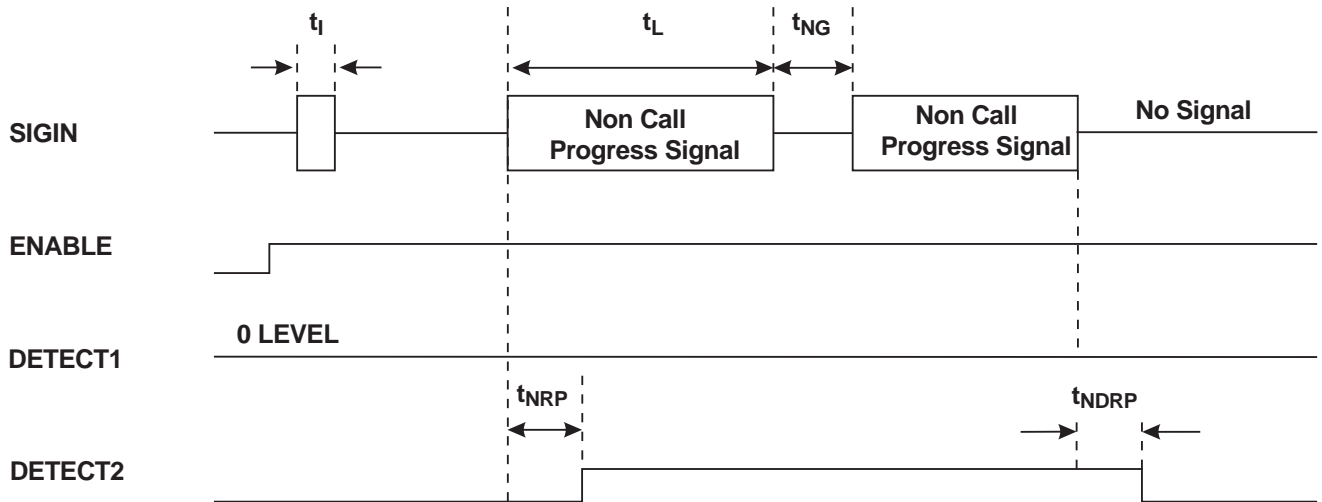 tI
tL
tNG
SIGIN
Non Call
Progress Signal
Non Call
Progress Signal
No Signal
ENABLE
0 LEVEL
DETECT1
tNRP
tNDRP
DETECT2